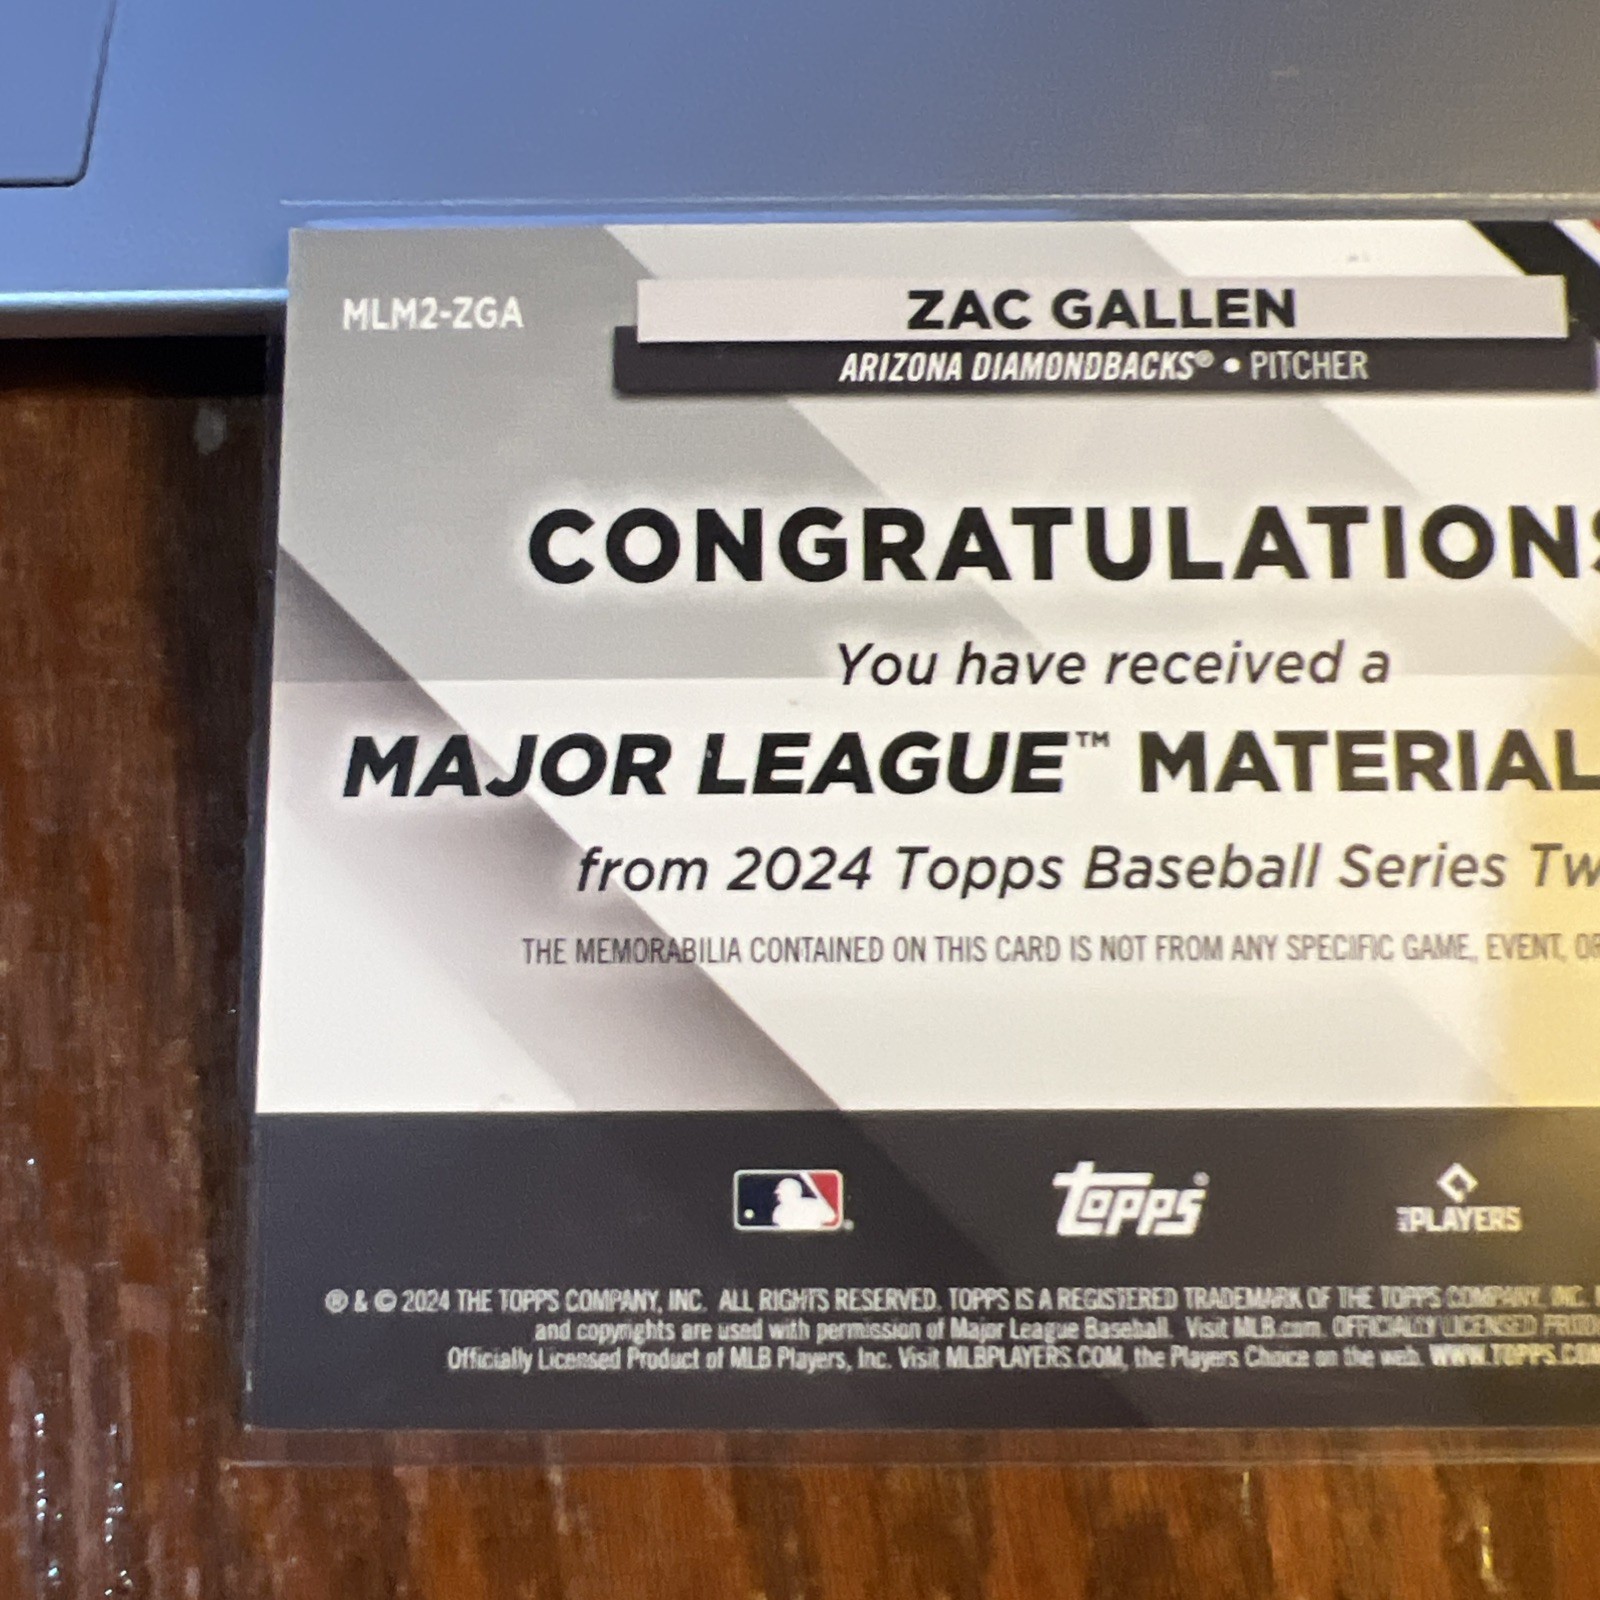 MLM2-ZGA
ZAC GALLEN
ARIZONA DIAMONDBACKS® • PITCHER
CONGRATULATIONS
You have received a
MAJOR LEAGUE™ MATERIAL
from 2024 Topps Baseball Series Tw
THE MEMORABILIA CONTAINED ON THIS CARD IS NOT FROM ANY SPECIFIC GAME, EVENT, OR
Topps®
PLAYERS
® & © 2024 THE TOPPS COMPANY, INC. ALL RIGHTS RESERVED. TOPPS IS A REGISTERED TRADEMARK OF THE TOPPS COMPANY, INC.
and copyrights are used with permission of Major League Baseball. Visit MLB.com. OFFICIALLY LICENSED PROD
Officially Licensed Product of MLB Players, Inc. Visit MLBPLAYERS.COM, the Players Choice on the web. WWW.TOPPS.COM